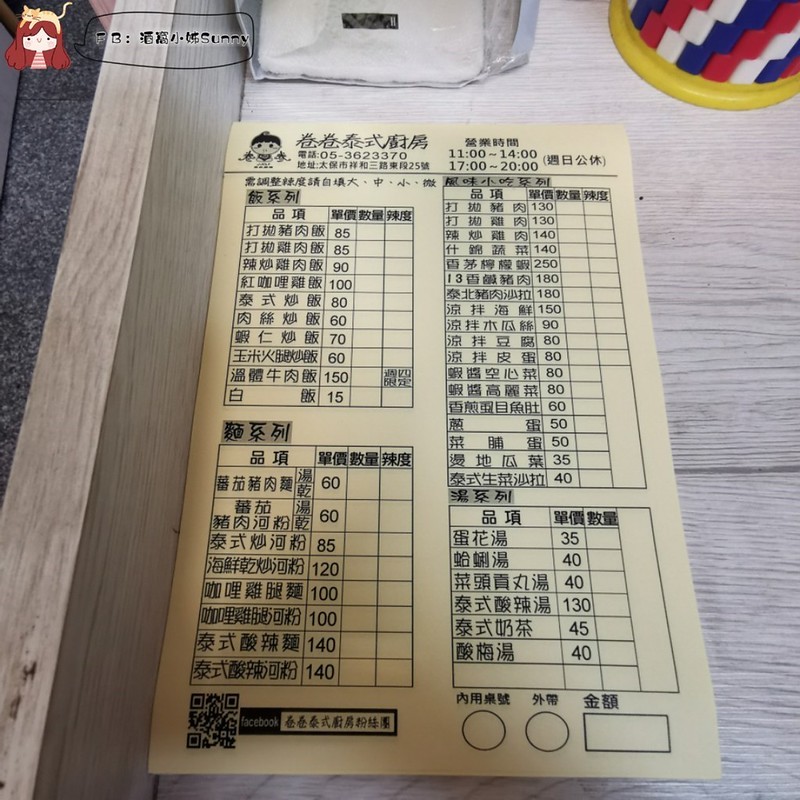 FB：酒窩小姊Sunny
卷卷泰式廚房
電話:05-3623370
地址:太保市祥和三路東段25號
營業時間
11:00~14:00
17:00~20:00
(週日公休)
需調整辣度請自填大、中、小、微
飯系列
品項 單價 數量 辣度
打拋豬肉飯 85
打拋雞肉飯 85
辣炒雞肉飯 90
紅咖哩雞飯 100
泰式炒飯 80
肉絲炒飯 60
蝦仁炒飯 70
玉米火腿炒飯 60
溫體牛肉飯 150 週四限定
白飯 15
麵系列
品項 單價 數量 辣度
蕃茄豬肉麵 湯 乾 60
蕃茄豬肉河粉 湯 乾 60
泰式炒河粉 85
海鮮乾炒河粉 120
咖哩雞腿麵 100
咖哩雞腿河粉 100
泰式酸辣麵 140
泰式酸辣河粉 140
facebook 卷卷泰式廚房粉絲團
風味小吃系列
品項 單價 數量 辣度
打拋豬肉 130
打拋雞肉 130
辣炒雞肉 140
什錦蔬菜 140
香茅檸檬蝦 250
13香鹹豬肉 180
泰北豬肉沙拉 180
涼拌海鮮 150
涼拌木瓜絲 90
涼拌豆腐 80
涼拌皮蛋 80
蝦醬空心菜 80
蝦醬高麗菜 80
香煎虱目魚肚 60
蔥蛋 50
菜脯蛋 50
燙地瓜葉 35
泰式生菜沙拉 40
湯系列
品項 單價 數量
蛋花湯 35
蛤蜊湯 40
菜頭貢丸湯 40
泰式酸辣湯 130
泰式奶茶 45
酸梅湯 40
內用桌號 外帶 金額